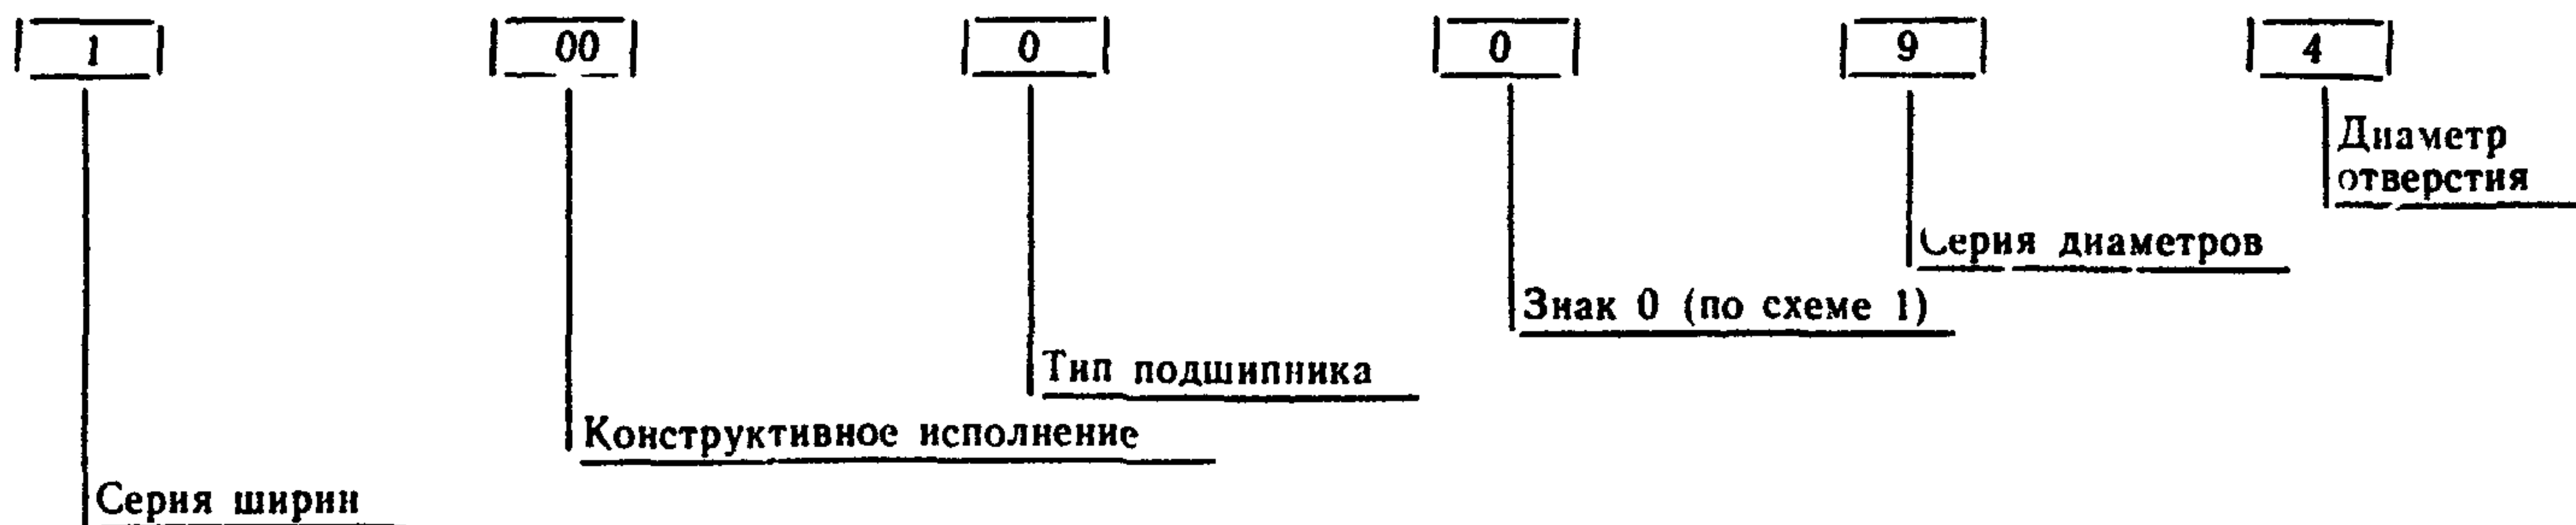 1 00 0 0 9 4
Диаметр
отверстия
Серия диаметров
Знак 0 (по схеме 1)
Тип подшипника
Конструктивное исполнение
Серия ширин